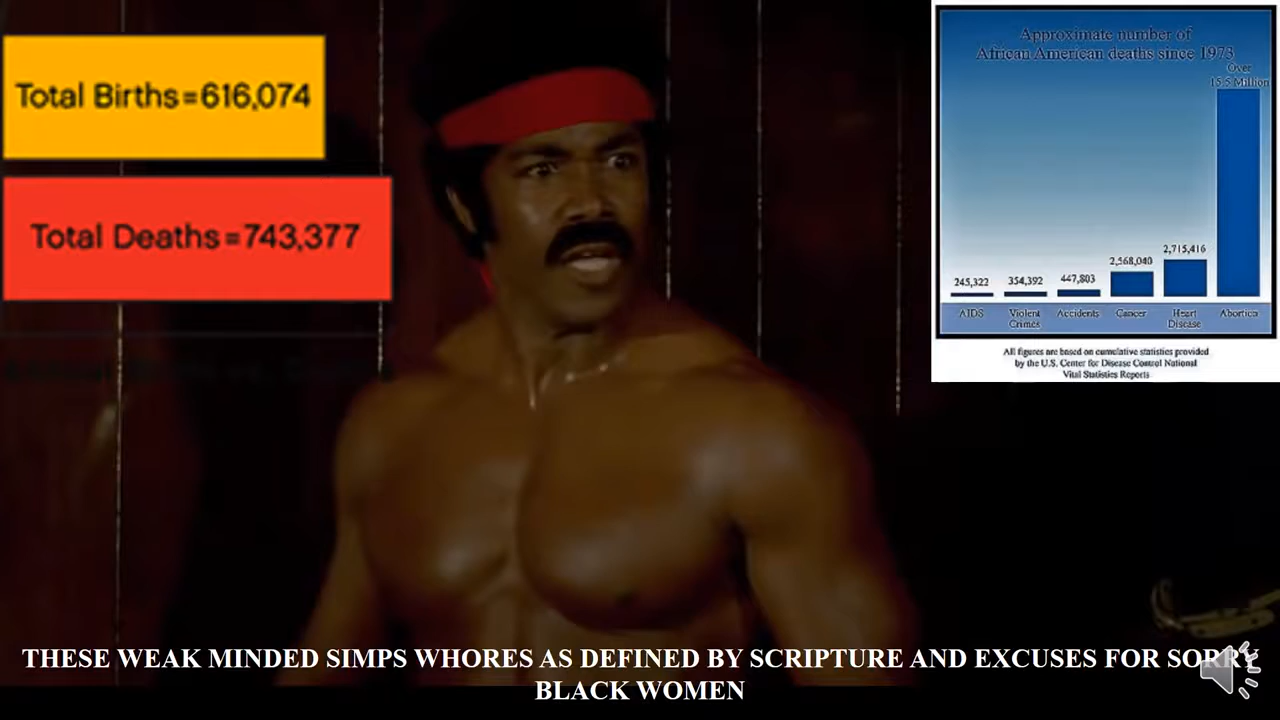 Total Births=616,074
Total Deaths=743,377
Approximate number of
African American deaths since 1973
Over
15.5 Million
2,715,416
2,568,040
447,803
354,392
245,322
AIDS
Violent
Crimes
Accidents
Cancer
Heart
Disease
Abortion
All figures are based on cumulative statistics provided
by the U.S. Center for Disease Control National
Vital Statistics Reports
THESE WEAK MINDED SIMPS WHORES AS DEFINED BY SCRIPTURE AND EXCUSES FOR SORRY
BLACK WOMEN